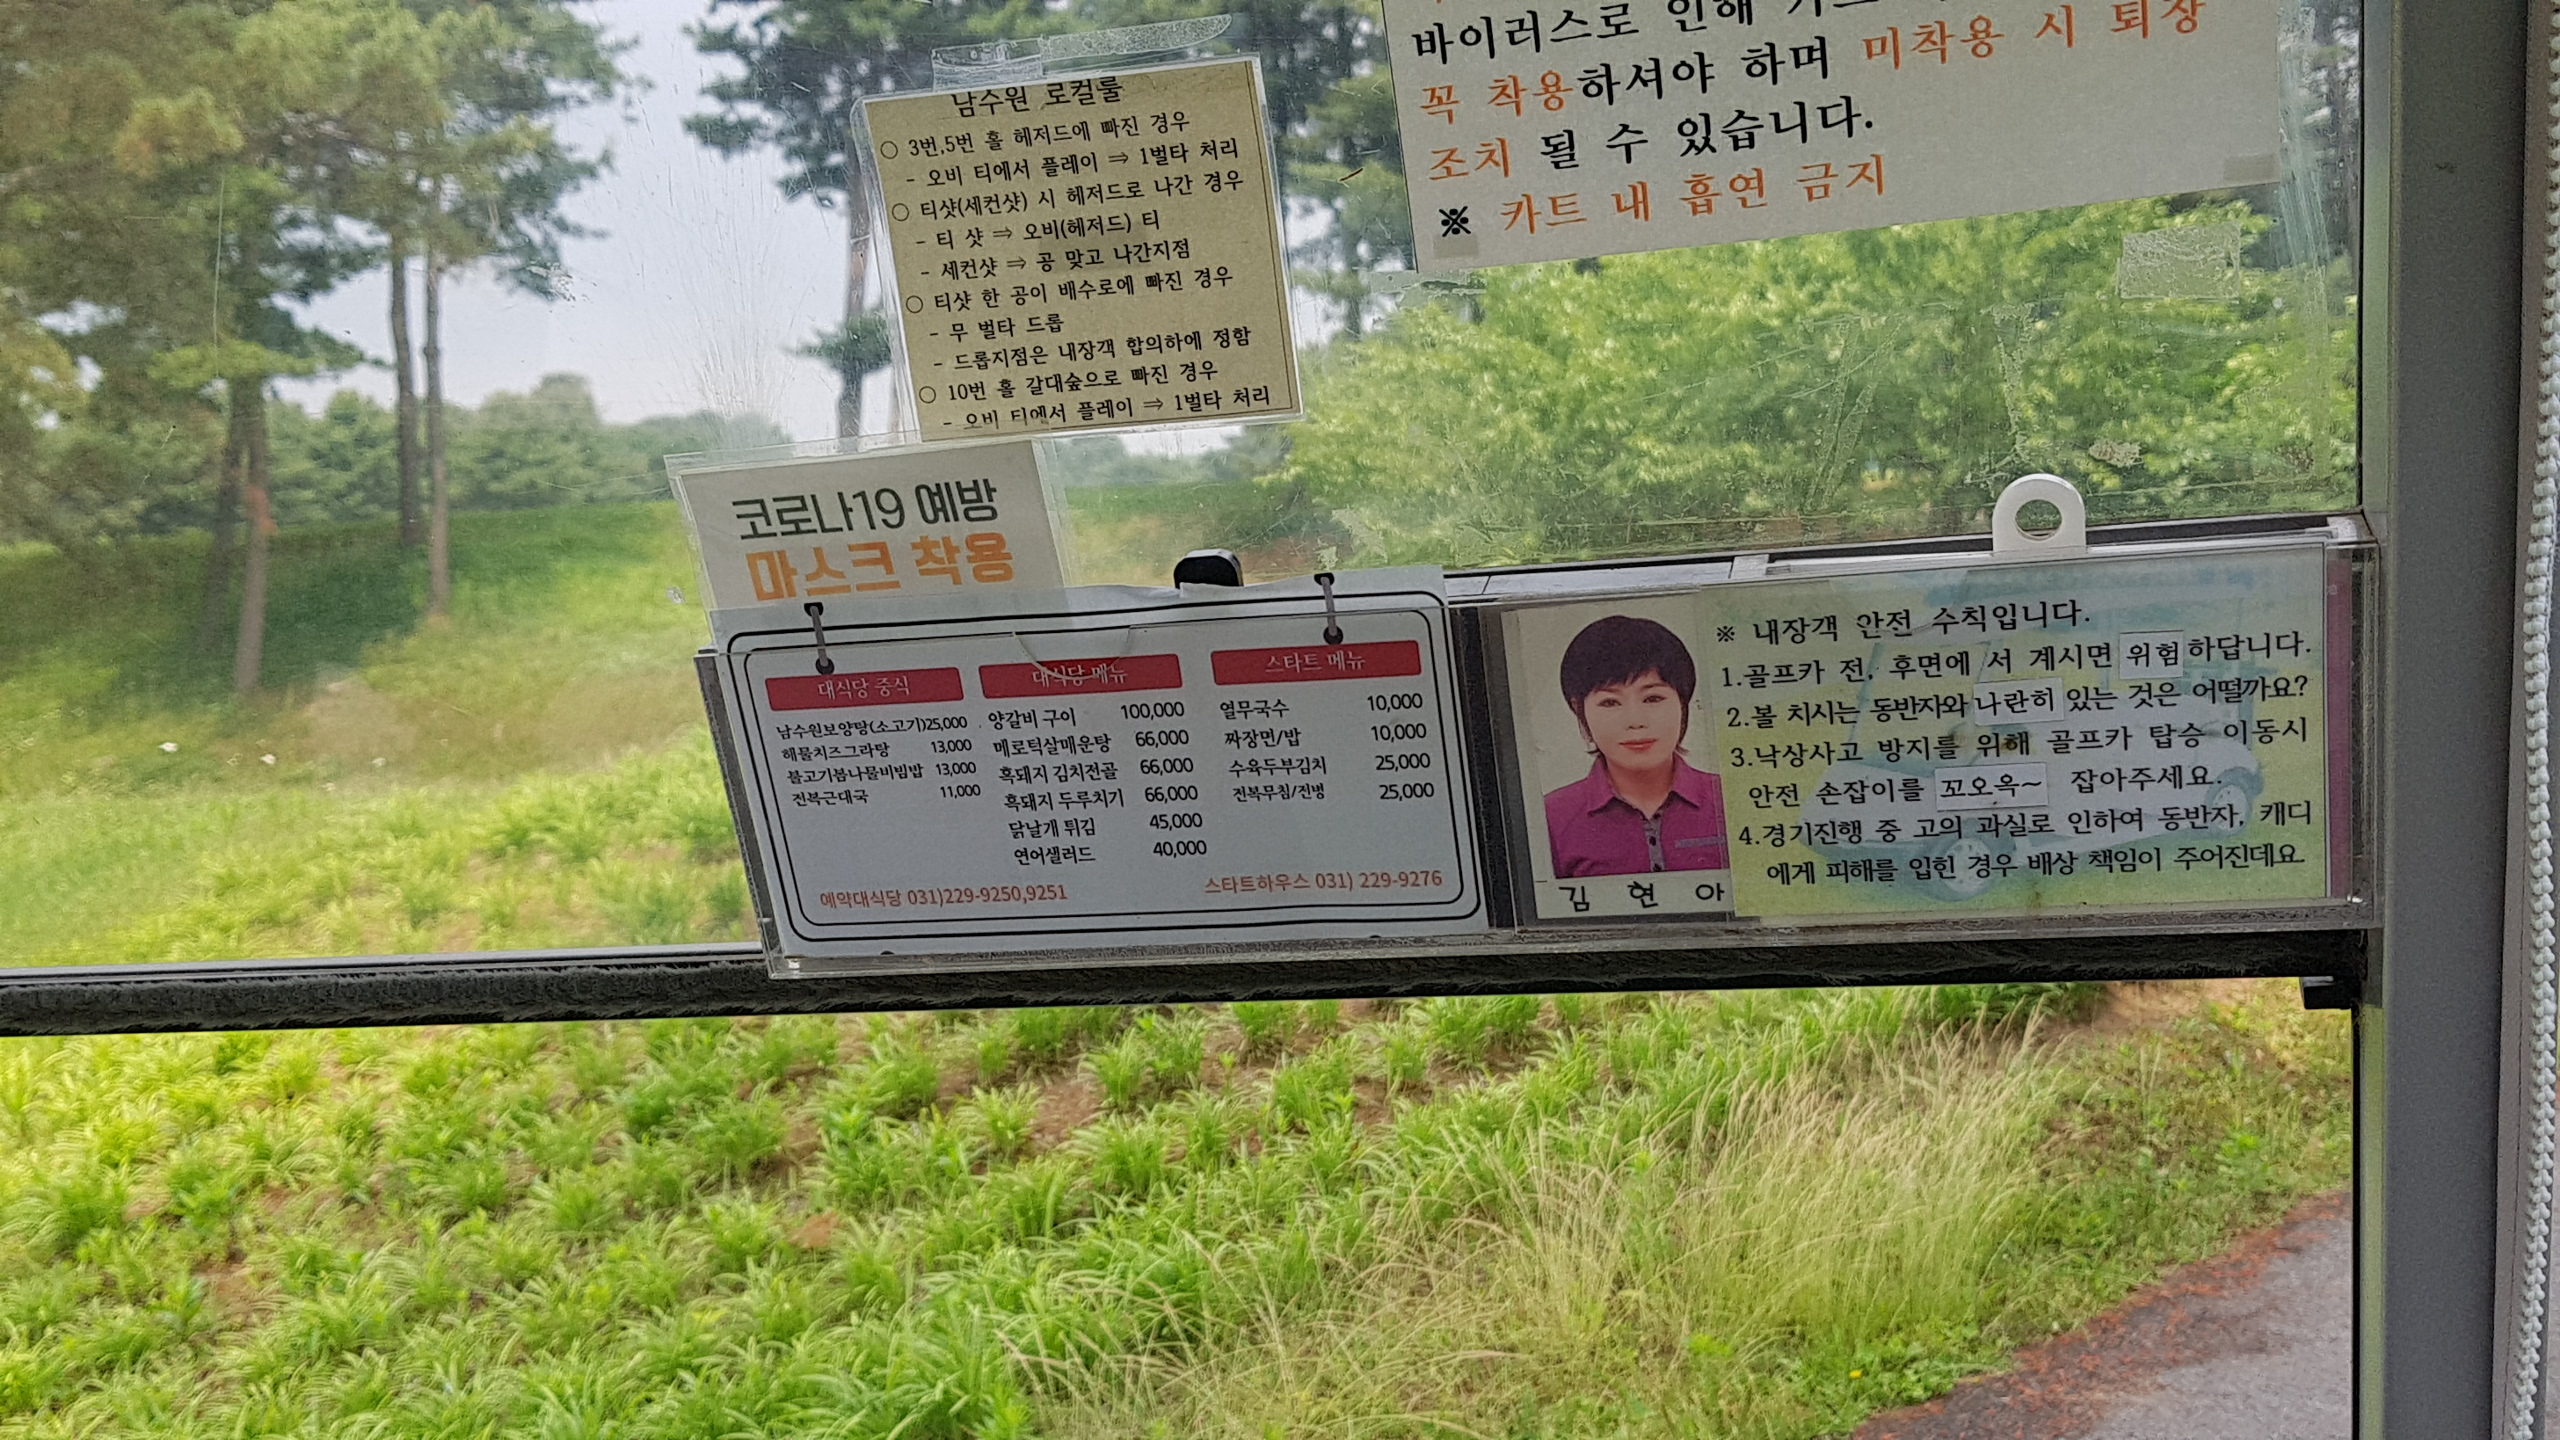 바이러스로 인해
꼭 착용하셔야 하며 미착용 시 퇴장
조치 될 수 있습니다.
※ 카트 내 흡연 금지
남수원 로컬룰
○ 3번,5번 홀 헤저드에 빠진 경우
- 오비 티에서 플레이 ⇒ 1벌타 처리
○ 티샷(세컨샷) 시 헤저드로 나간 경우
- 티 샷 ⇒ 오비(헤저드) 티
- 세컨샷 ⇒ 공 맞고 나간지점
○ 티샷 한 공이 배수로에 빠진 경우
- 무 벌타 드롭
- 드롭지점은 내장객 합의하에 정함
○ 10번 홀 갈대숲으로 빠진 경우
- 오비 티에서 플레이 ⇒ 1벌타 처리
코로나19 예방
마스크 착용
대식당 중식
남수원보양탕(소고기)25,000
해물치즈그라탕 13,000
불고기봄나물비빔밥 13,000
전복근대국 11,000
대식당 메뉴
양갈비 구이 100,000
메로턱살매운탕 66,000
흑돼지 김치전골 66,000
흑돼지 두루치기 66,000
닭날개 튀김 45,000
연어샐러드 40,000
스타트 메뉴
열무국수 10,000
짜장면/밥 10,000
수육두부김치 25,000
전복무침/전병 25,000
예약대식당 031)229-9250,9251
스타트하우스 031) 229-9276
김 현 아
※ 내장객 안전 수칙입니다.
1.골프카 전, 후면에 서 계시면 위험하답니다.
2.볼 치시는 동반자와 나란히 있는 것은 어떨까요?
3.낙상사고 방지를 위해 골프카 탑승 이동시
안전 손잡이를 꼬오옥~ 잡아주세요.
4.경기진행 중 고의 과실로 인하여 동반자, 캐디
에게 피해를 입힌 경우 배상 책임이 주어진데요